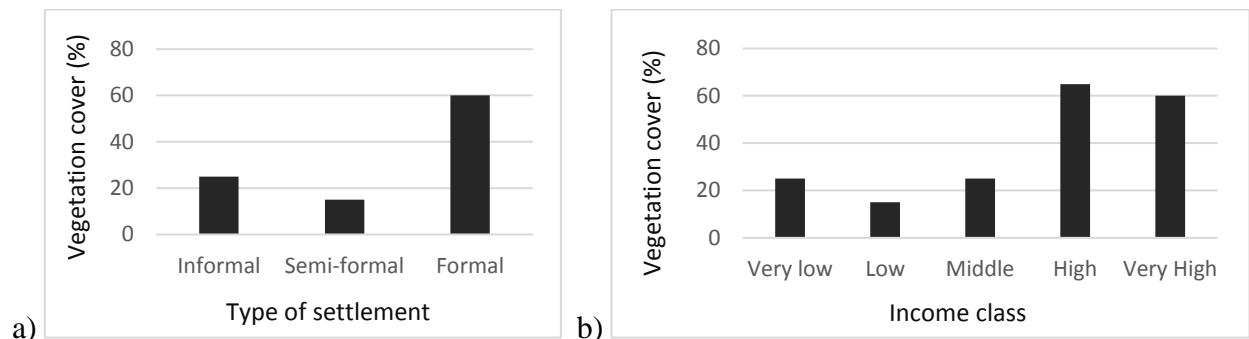 a)
Vegetation cover (%)
80
60
40
20
0
Informal Semi-formal Formal
Type of settlement
b)
Vegetation cover (%)
80
60
40
20
0
Very low Low Middle High Very High
Income class